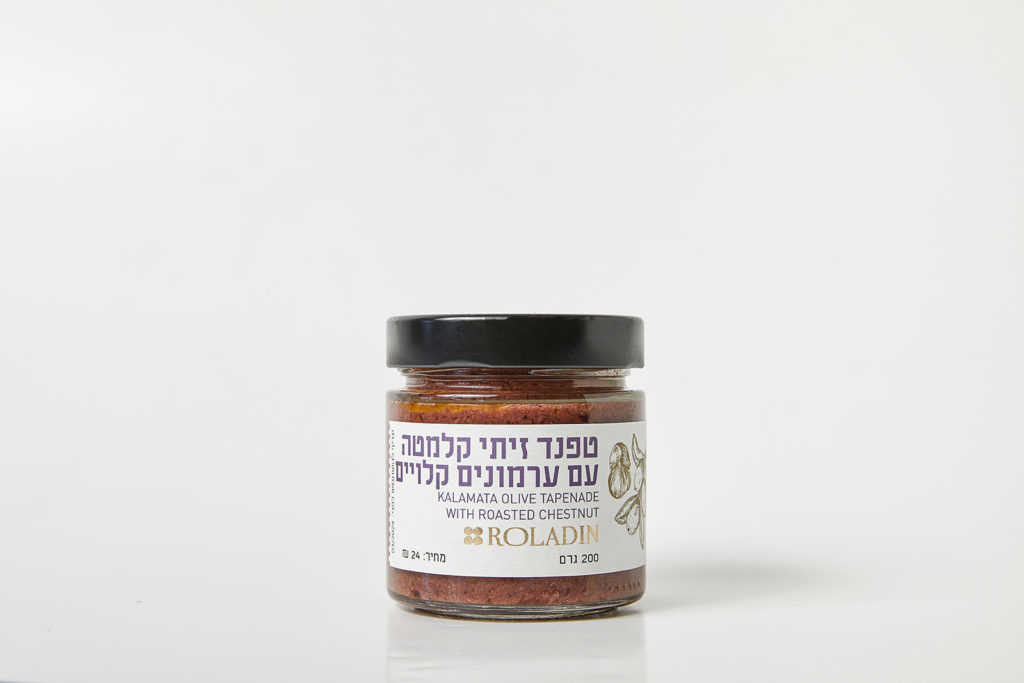 טפנד זיתי קלמטה
עם ערמונים קלויים
KALAMATA OLIVE TAPENADE
WITH ROASTED CHESTNUT
ROLADIN
200 גרם
מחיר: 24 ₪